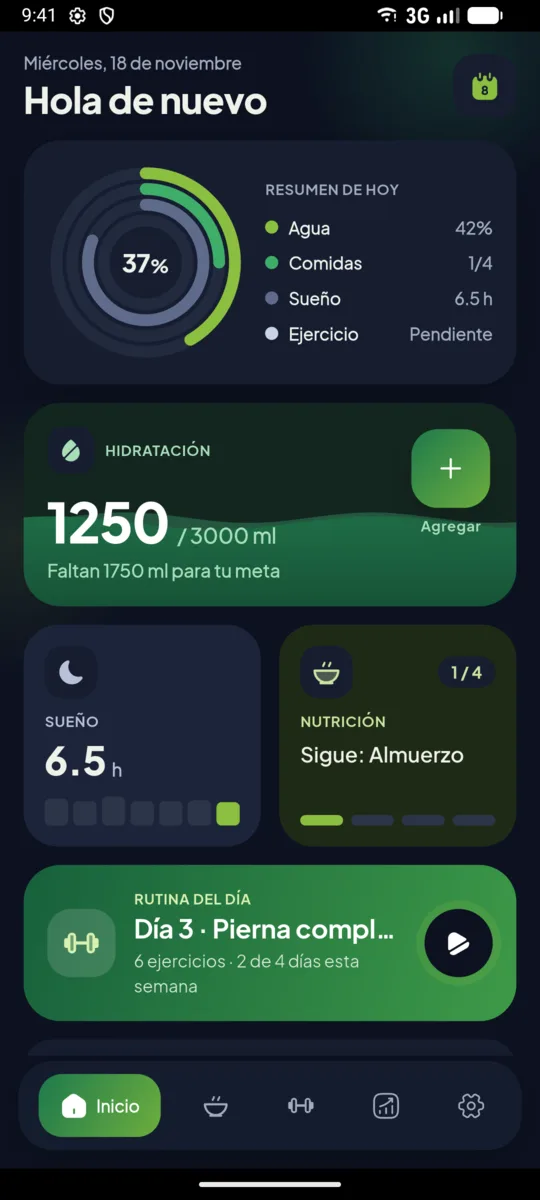 9:41
3G
Miércoles, 18 de noviembre
Hola de nuevo
8
37%
RESUMEN DE HOY
Agua 42%
Comidas 1/4
Sueño 6.5 h
Ejercicio Pendiente
HIDRATACIÓN
1250 / 3000 ml
Agregar
Faltan 1750 ml para tu meta
SUEÑO
6.5 h
1/4
NUTRICIÓN
Sigue: Almuerzo
RUTINA DEL DÍA
Día 3 · Pierna compl...
6 ejercicios · 2 de 4 días esta
semana
Inicio